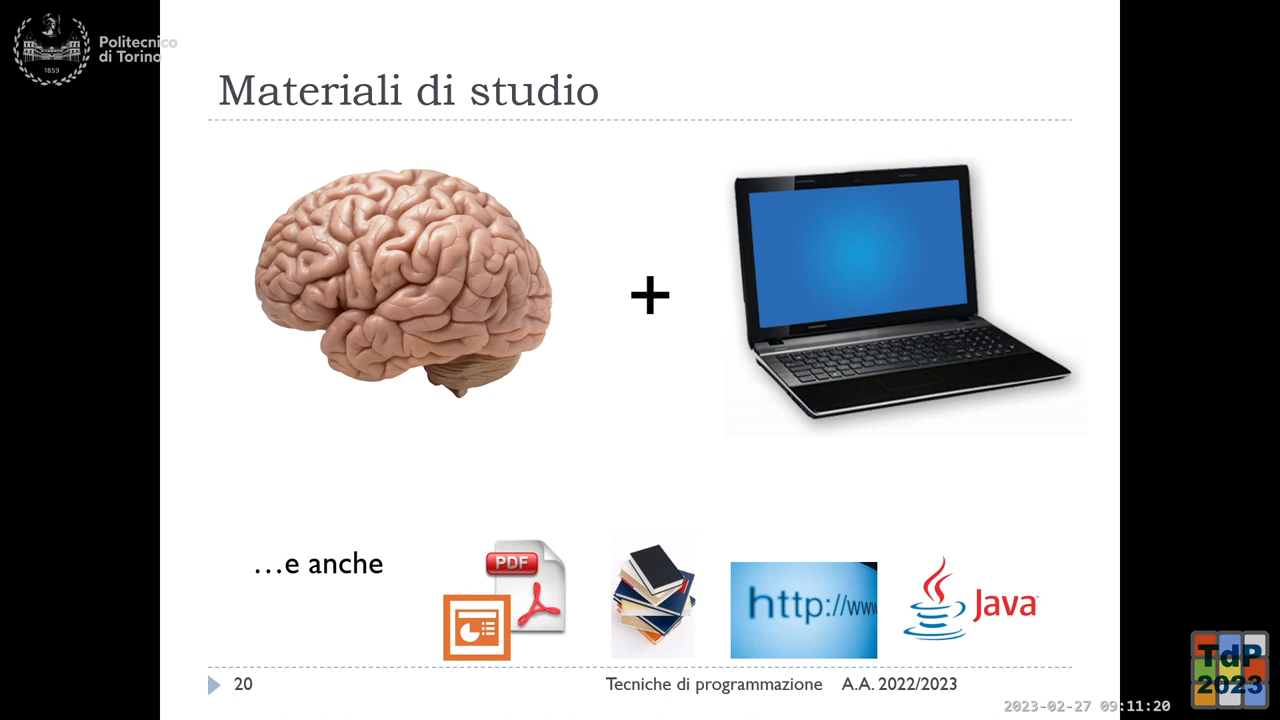 Politecnico
di Torino
1859
Materiali di studio
+
…e anche
PDF
http://www
Java
20
Tecniche di programmazione
A.A. 2022/2023
TdP
2023
2023-02-27 09:11:20